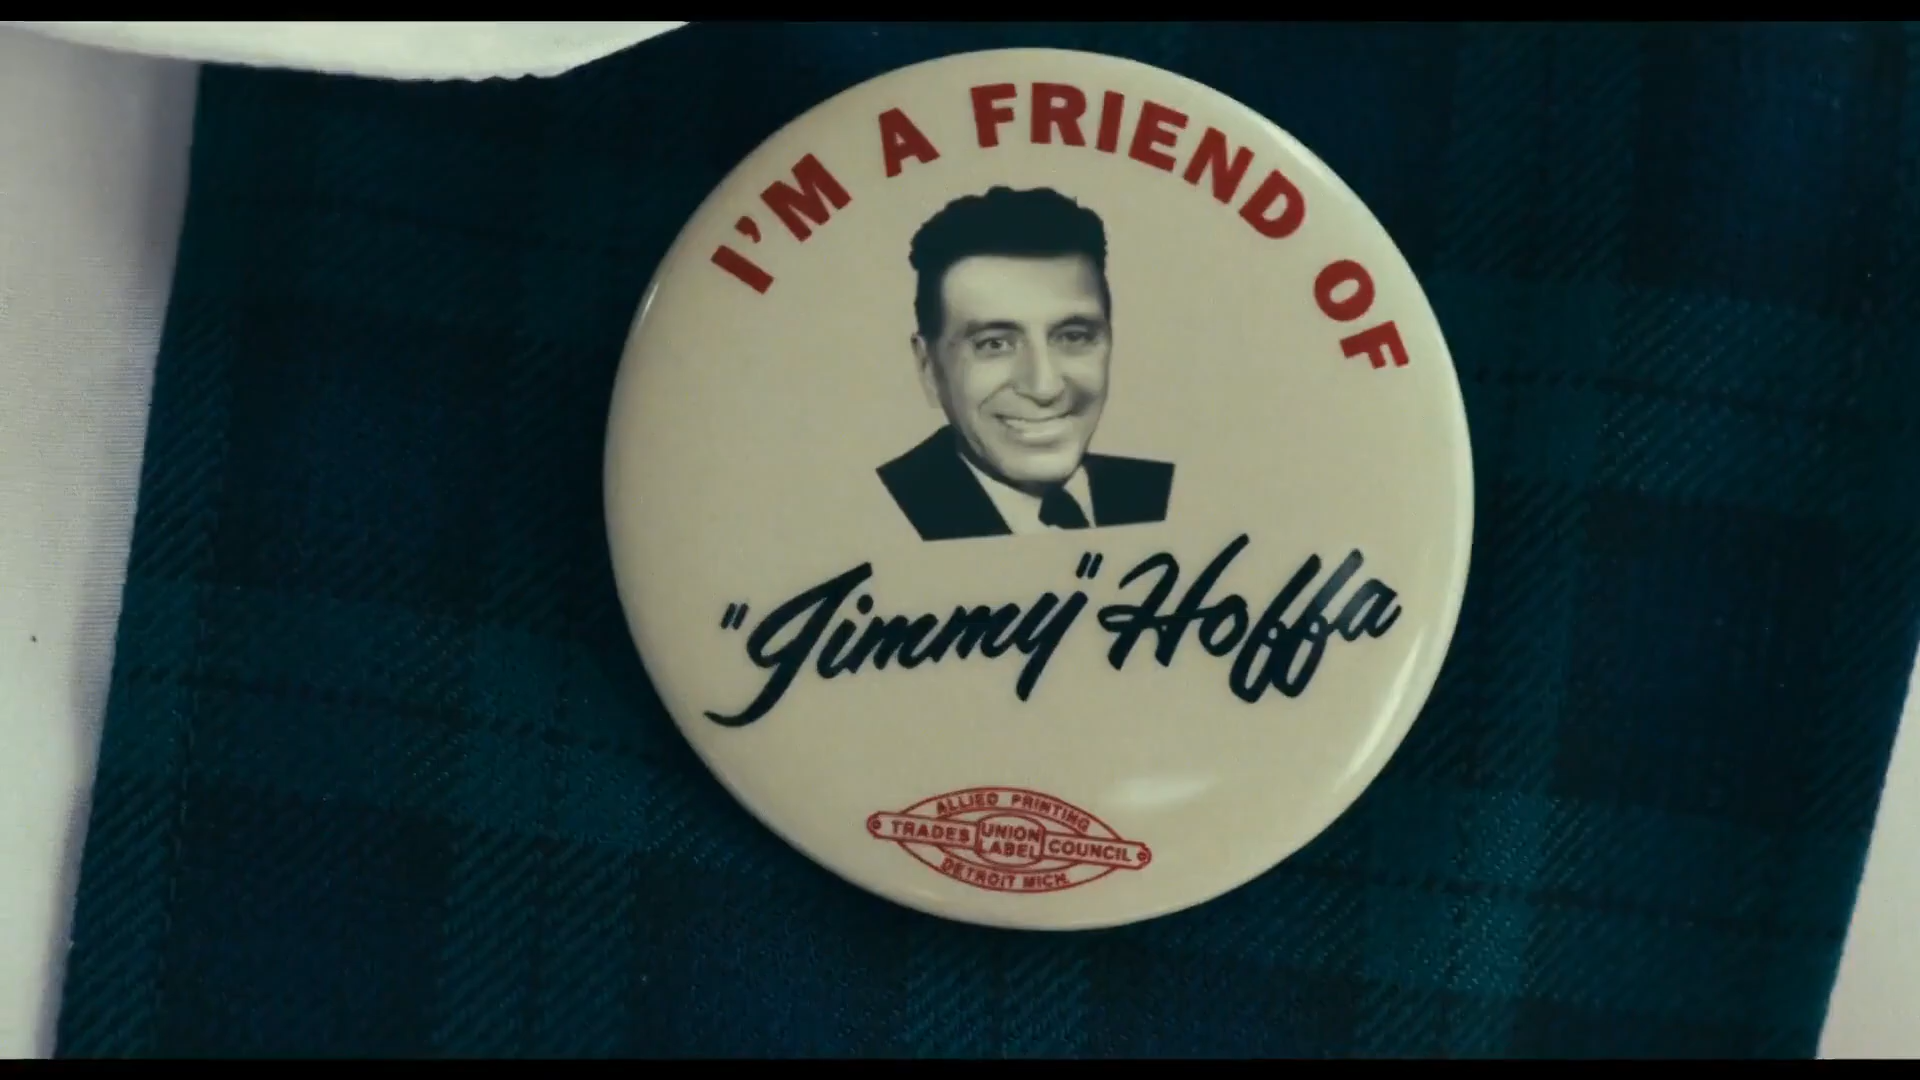 I'M A FRIEND OF
"Jimmy" Hoffa
ALLIED PRINTING
TRADES UNION LABEL COUNCIL
DETROIT MICH.